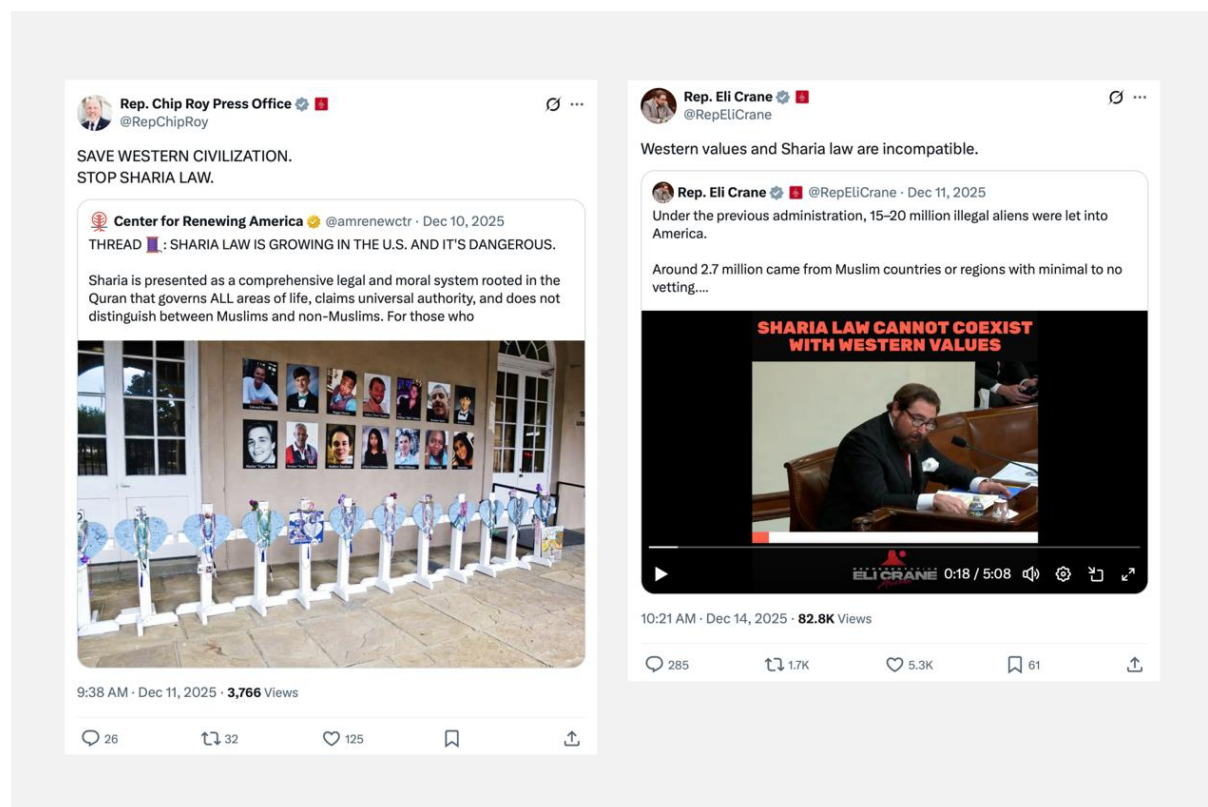 Rep. Chip Roy Press Office
@RepChipRoy
SAVE WESTERN CIVILIZATION.
STOP SHARIA LAW.
Center for Renewing America @amrenewctr · Dec 10, 2025
THREAD 🧵: SHARIA LAW IS GROWING IN THE U.S. AND IT'S DANGEROUS.
Sharia is presented as a comprehensive legal and moral system rooted in the
Quran that governs ALL areas of life, claims universal authority, and does not
distinguish between Muslims and non-Muslims. For those who
9:38 AM · Dec 11, 2025 · 3,766 Views
26
32
125
Rep. Eli Crane
@RepEliCrane
Western values and Sharia law are incompatible.
Rep. Eli Crane @RepEliCrane · Dec 11, 2025
Under the previous administration, 15–20 million illegal aliens were let into
America.
Around 2.7 million came from Muslim countries or regions with minimal to no
vetting....
SHARIA LAW CANNOT COEXIST
WITH WESTERN VALUES
ELI CRANE
0:18 / 5:08
10:21 AM · Dec 14, 2025 · 82.8K Views
285
1.7K
5.3K
61